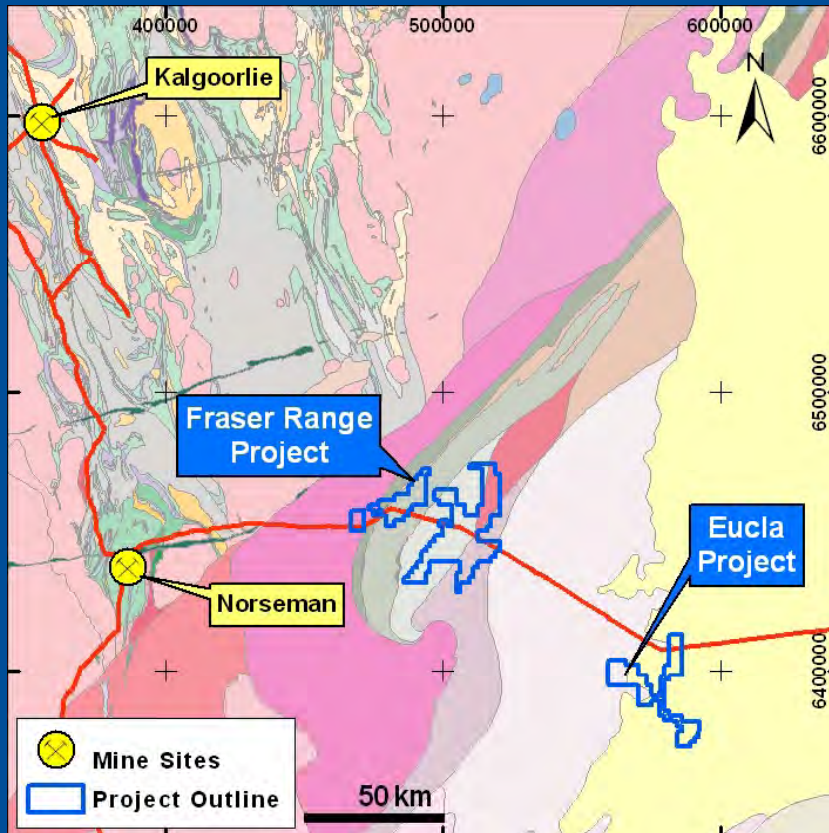 400000
500000
600000
N
Kalgoorlie
6600000
6500000
Fraser Range
Project
Eucla
Project
Norseman
6400000
Mine Sites
Project Outline
50 km